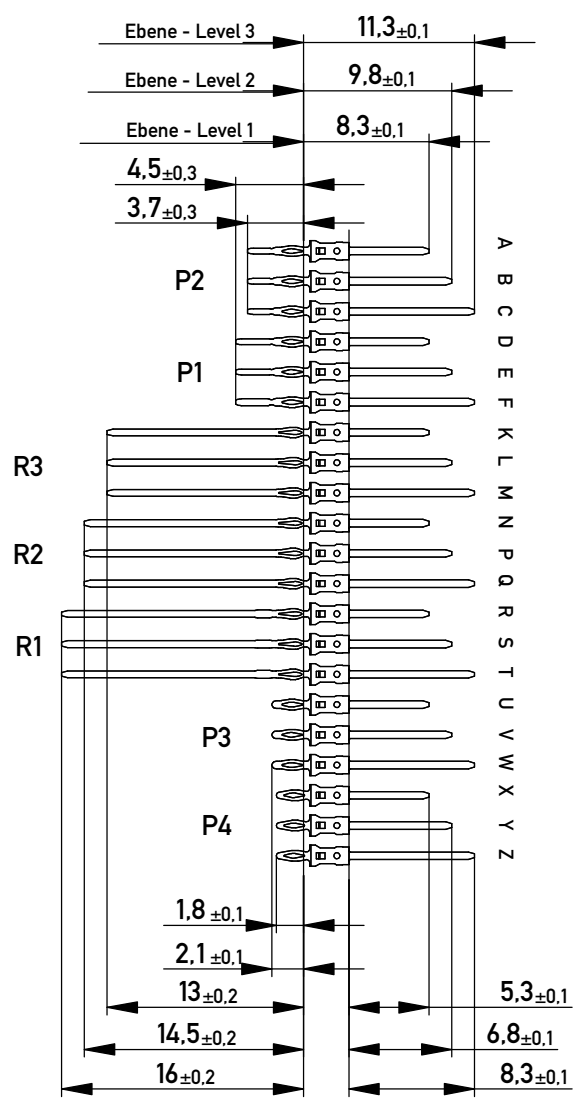 Ebene - Level 3 11,3±0,1
Ebene - Level 2 9,8±0,1
Ebene - Level 1 8,3±0,1
4,5±0,3
3,7±0,3
A
P2 B
C
D
P1 E
F
K
R3 L
M
N
R2 P
Q
R
R1 S
T
U
P3 V
W
X
P4 Y
Z
1,8 ±0,1
2,1 ±0,1
13±0,2 5,3±0,1
14,5±0,2 6,8±0,1
16±0,2 8,3±0,1